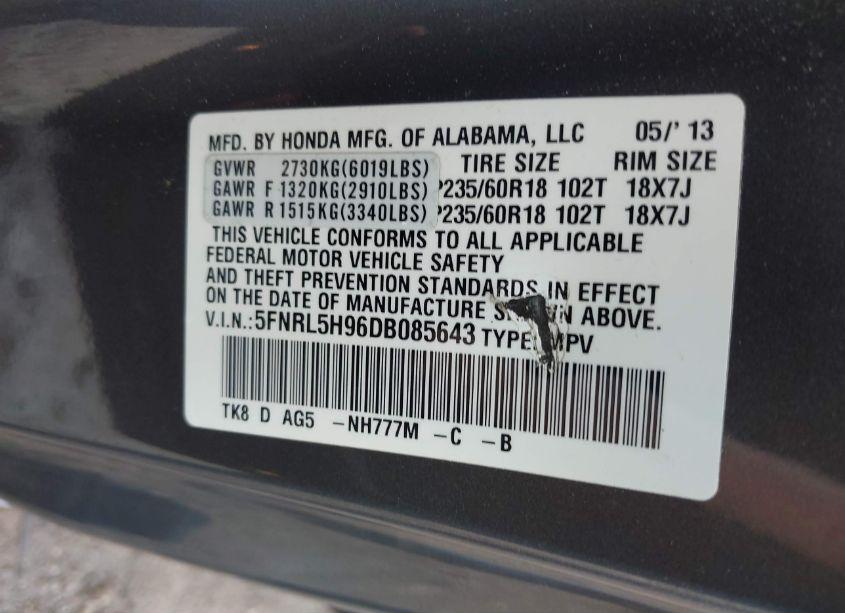 MFD. BY HONDA MFG. OF ALABAMA, LLC 05/' 13
GVWR 2730KG(6019LBS) TIRE SIZE RIM SIZE
GAWR F 1320KG(2910LBS) P235/60R18 102T 18X7J
GAWR R 1515KG(3340LBS) P235/60R18 102T 18X7J
THIS VEHICLE CONFORMS TO ALL APPLICABLE
FEDERAL MOTOR VEHICLE SAFETY
AND THEFT PREVENTION STANDARDS IN EFFECT
ON THE DATE OF MANUFACTURE SHOWN ABOVE.
V.I.N.:5FNRL5H96DB085643 TYPE: MPV
TK8 D AG5 -NH777M -C -B